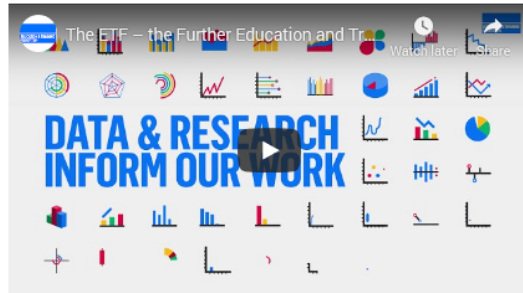 The ETF – the Further Education and Tr...
Watch later
Share
DATA & RESEARCH
INFORM OUR WORK